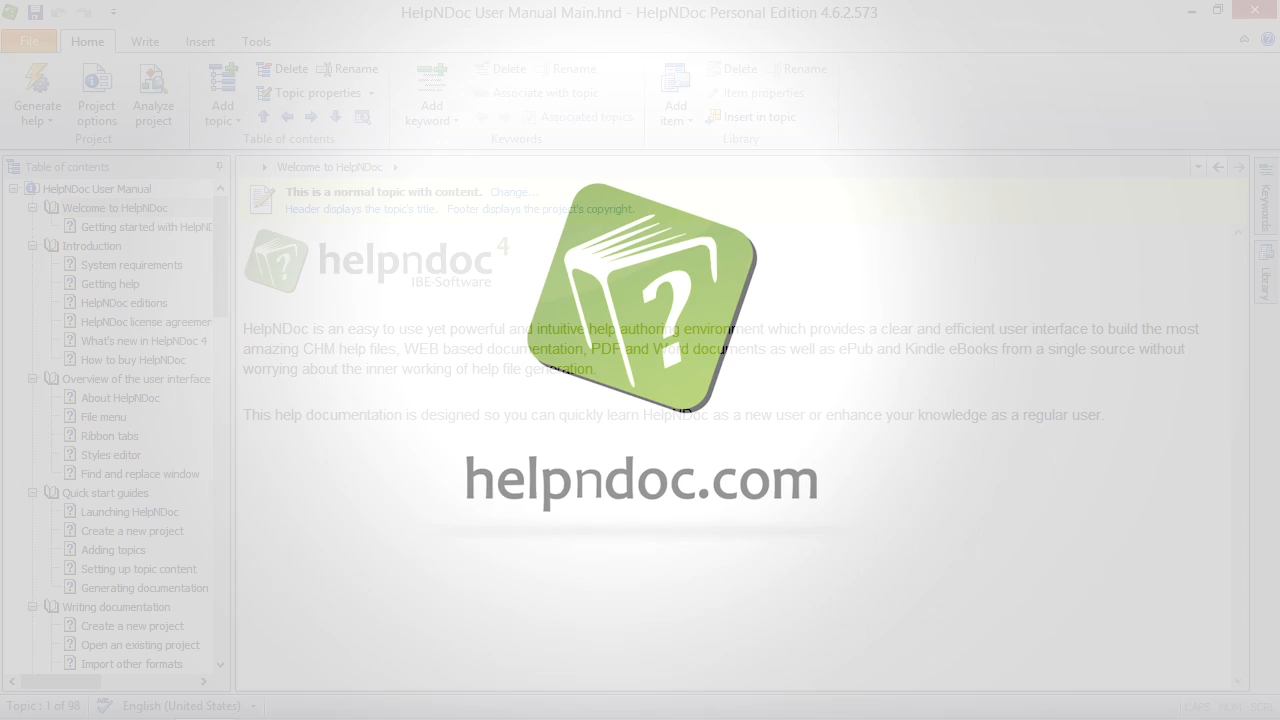 HelpNDoc User Manual Main.hnd - HelpNDoc Personal Edition 4.6.2.573
File Home Write Insert Tools
Generate help
Project options
Analyze project
Project
Add topic
Delete Rename
Topic properties
Table of contents
Add keyword
Delete Rename
Associate with topic
Associated topics
Keywords
Add item
Delete Rename
Item properties
Insert in topic
Library
Table of contents
HelpNDoc User Manual
Welcome to HelpNDoc
Getting started with HelpND
Introduction
System requirements
Getting help
HelpNDoc editions
HelpNDoc license agreemer
What's new in HelpNDoc 4
How to buy HelpNDoc
Overview of the user interface
About HelpNDoc
File menu
Ribbon tabs
Styles editor
Find and replace window
Quick start guides
Launching HelpNDoc
Create a new project
Adding topics
Setting up topic content
Generating documentation
Writing documentation
Create a new project
Open an existing project
Import other formats
Welcome to HelpNDoc
This is a normal topic with content. Change...
Header displays the topic's title. Footer displays the project's copyright.
helpndoc 4
IBE-Software
HelpNDoc is an easy to use yet powerful and intuitive help authoring environment which provides a clear and efficient user interface to build the most
amazing CHM help files, WEB based documentation, PDF and Word documents as well as ePub and Kindle eBooks from a single source without
worrying about the inner working of help file generation.
This help documentation is designed so you can quickly learn HelpNDoc as a new user or enhance your knowledge as a regular user.
?
helpndoc.com
Keywords
Library
Topic : 1 of 98 English (United States) CAPS NUM SCRL